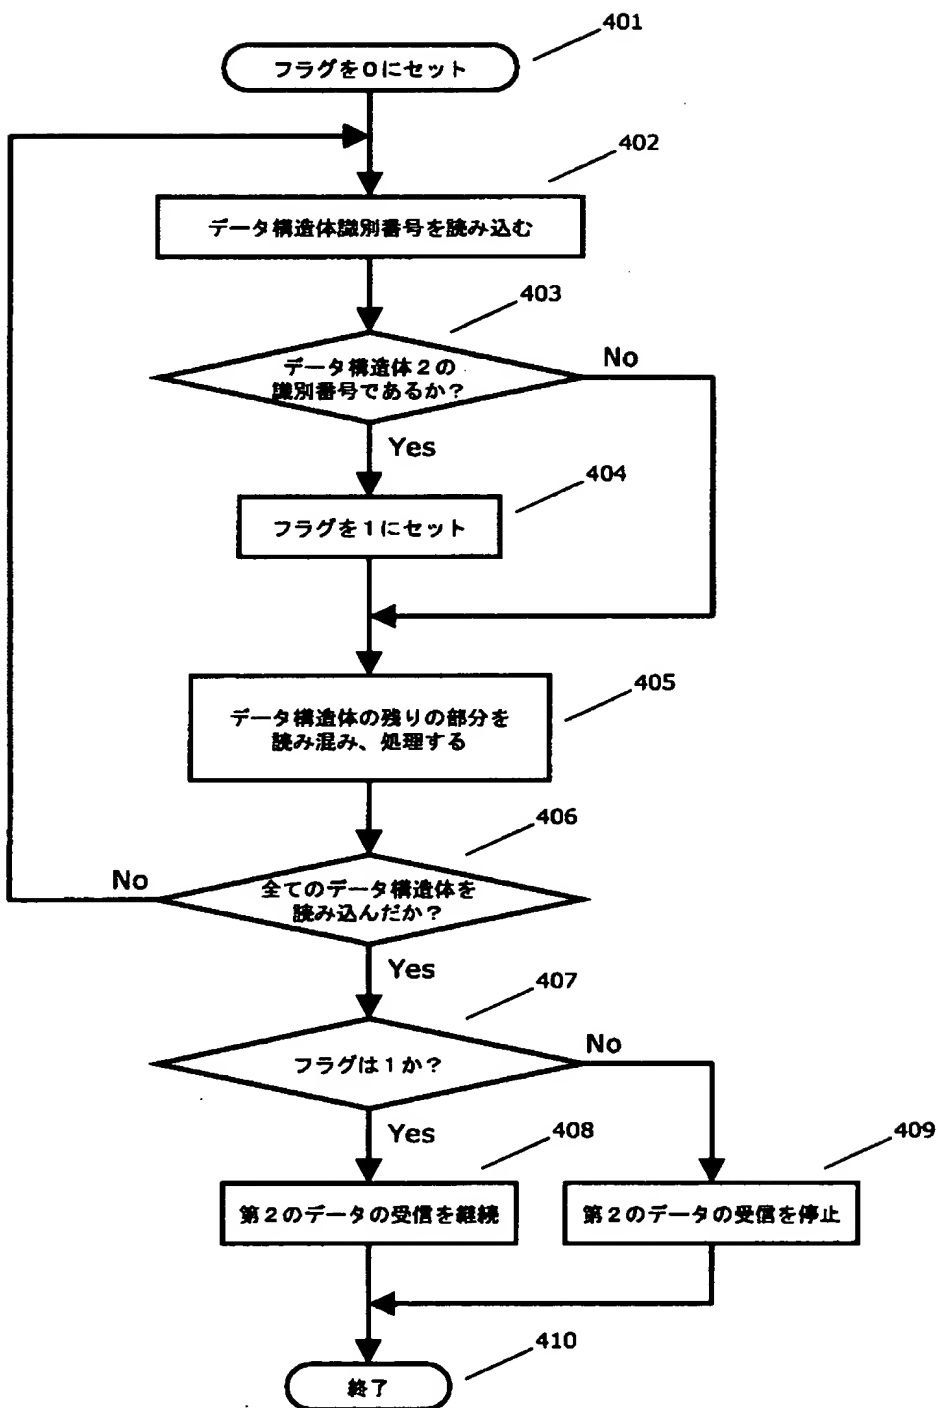 401
フラグを0にセット
402
データ構造体識別番号を読み込む
403
データ構造体2の
識別番号であるか?
No
Yes
404
フラグを1にセット
405
データ構造体の残りの部分を
読み混み、処理する
406
全てのデータ構造体を
読み込んだか?
No
Yes
407
フラグは1か?
No
Yes
408
409
第2のデータの受信を継続
第2のデータの受信を停止
410
終了